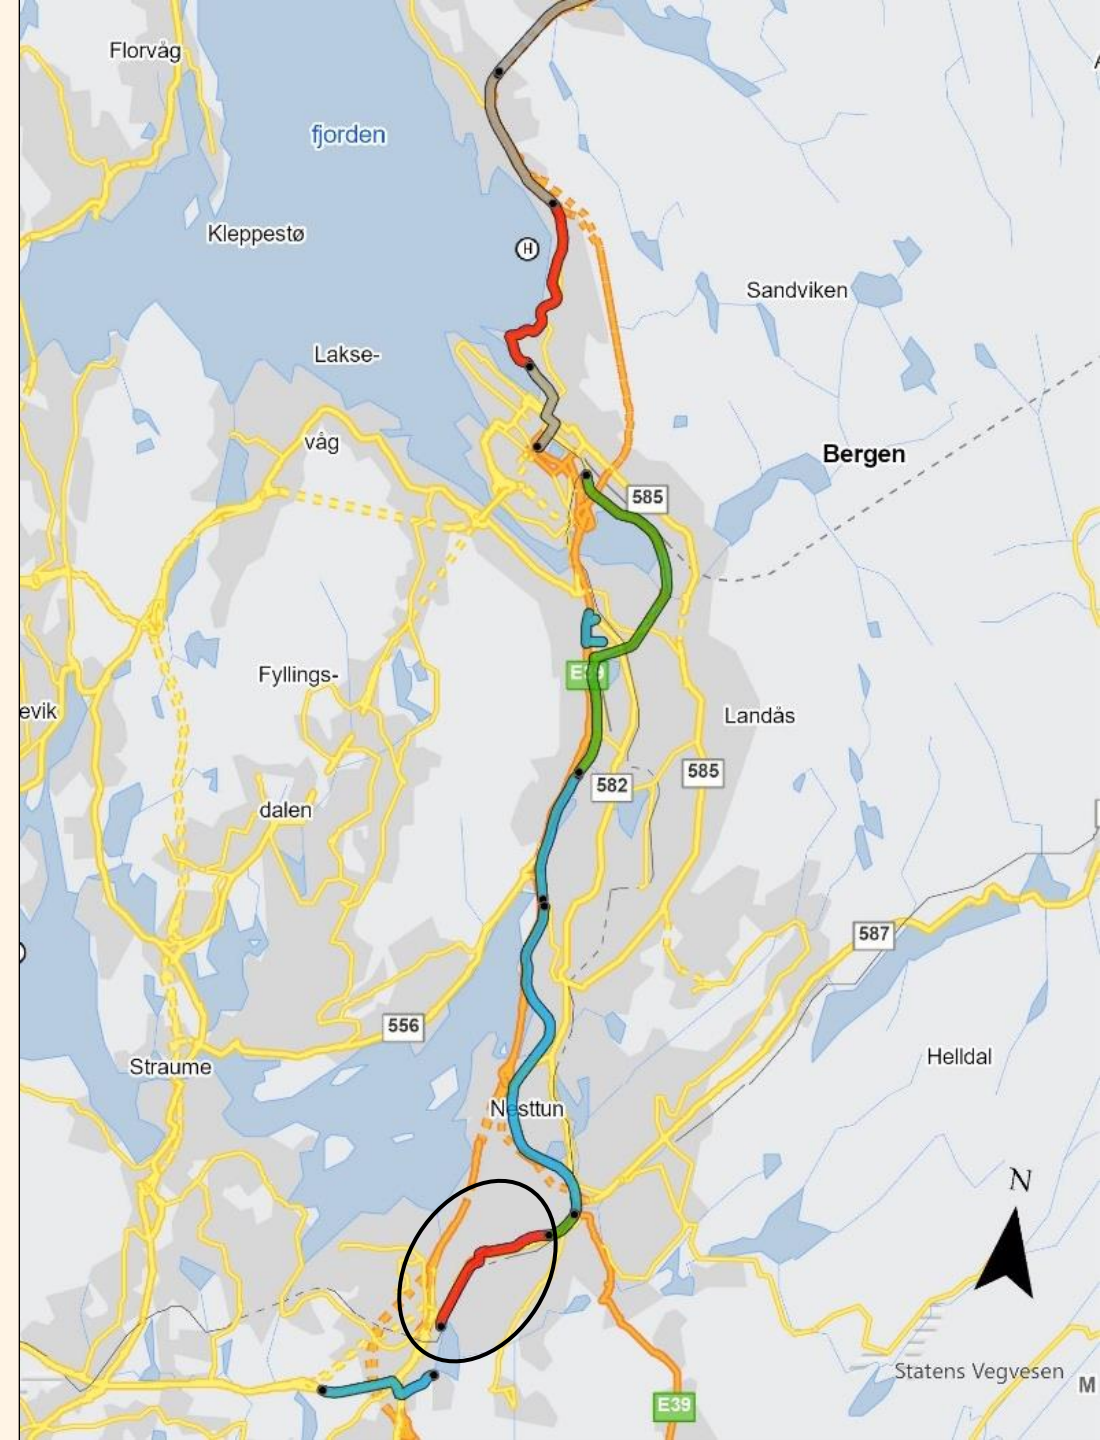 Florvåg
fjorden
Kleppestø
H
Sandviken
Lakse-
våg
Bergen
585
Fyllings-
E39
evik
Landås
582
585
dalen
587
556
Straume
Helldal
Nesttun
N
Statens Vegvesen
M
E39